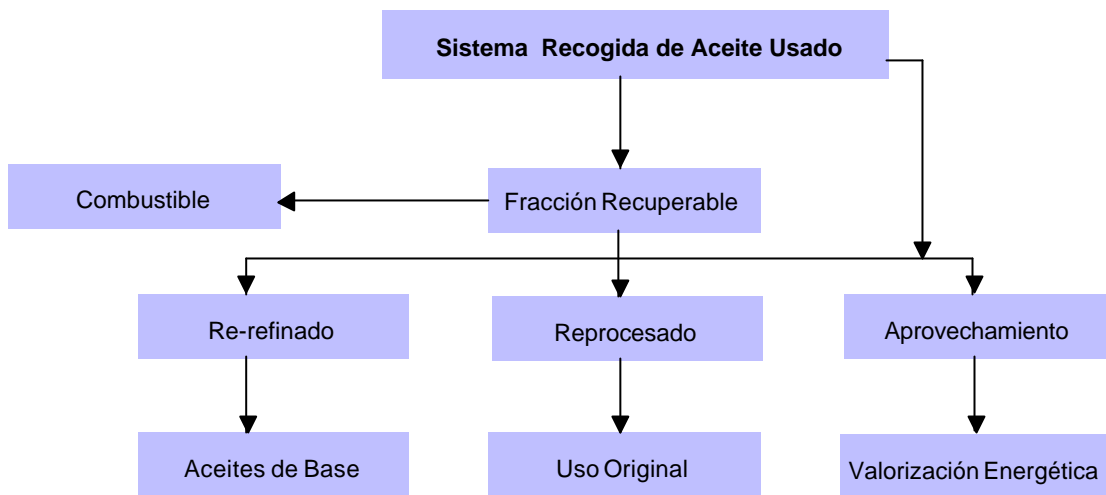 Sistema Recogida de Aceite Usado
Combustible
Fracción Recuperable
Re-refinado
Reprocesado
Aprovechamiento
Aceites de Base
Uso Original
Valorización Energética